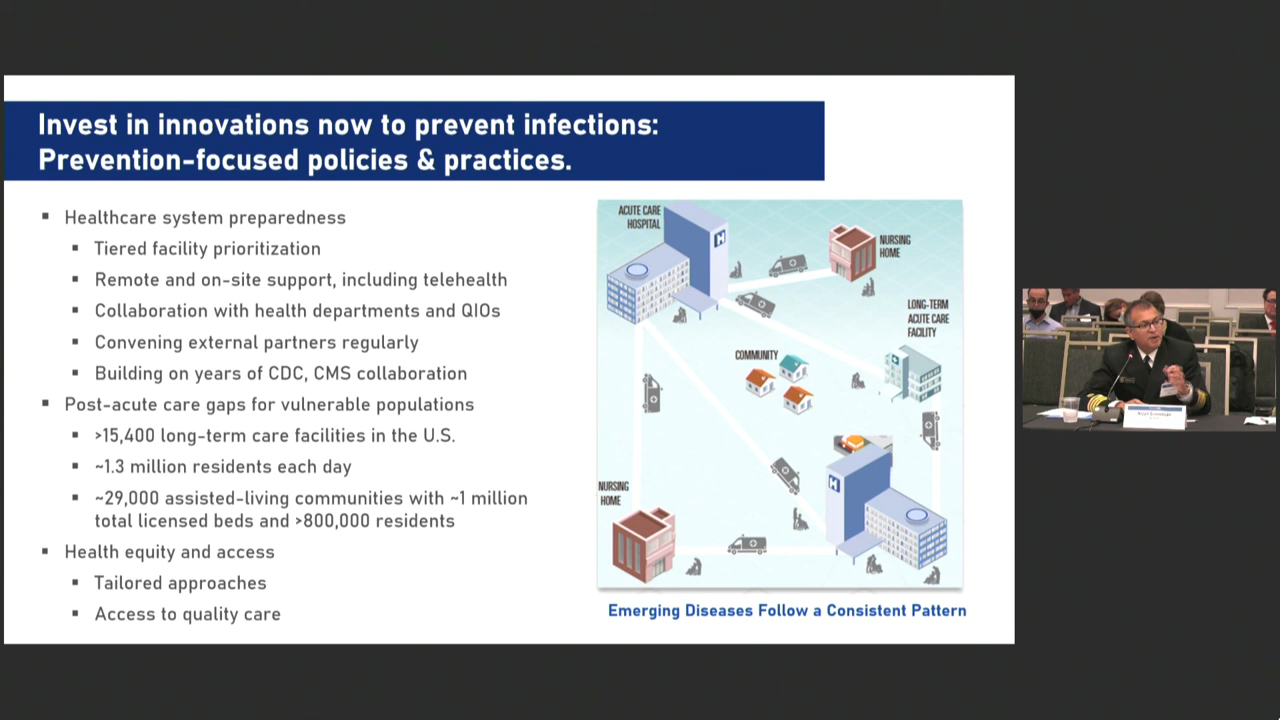 Invest in innovations now to prevent infections:
Prevention-focused policies & practices.
Healthcare system preparedness
Tiered facility prioritization
Remote and on-site support, including telehealth
Collaboration with health departments and QIOs
Convening external partners regularly
Building on years of CDC, CMS collaboration
Post-acute care gaps for vulnerable populations
>15,400 long-term care facilities in the U.S.
~1.3 million residents each day
~29,000 assisted-living communities with ~1 million
total licensed beds and >800,000 residents
Health equity and access
Tailored approaches
Access to quality care
ACUTE CARE
HOSPITAL
H
NURSING
HOME
LONG-TERM
ACUTE CARE
FACILITY
COMMUNITY
H
NURSING
HOME
Emerging Diseases Follow a Consistent Pattern